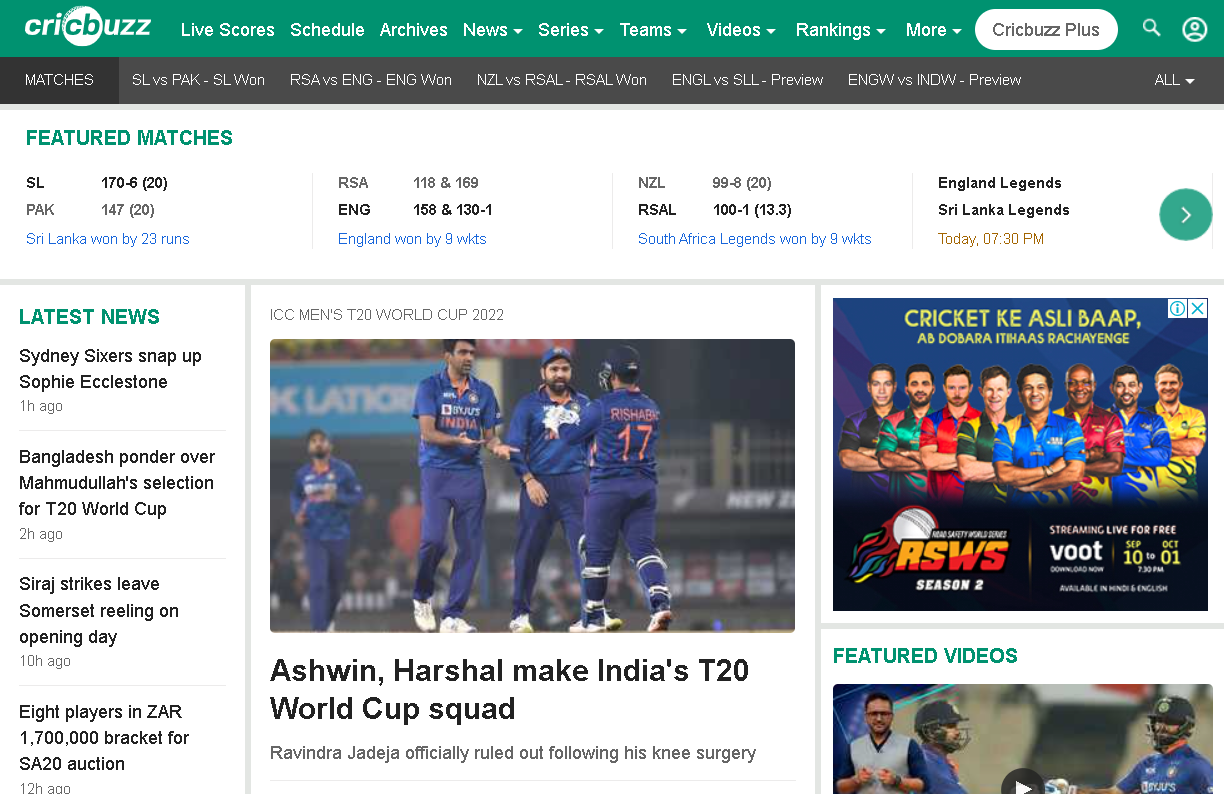 cricbuzz
Live Scores Schedule Archives News Series Teams Videos Rankings More Cricbuzz Plus
MATCHES SL vs PAK - SL Won RSA vs ENG - ENG Won NZL vs RSAL - RSAL Won ENGL vs SLL - Preview ENGW vs INDW - Preview ALL
FEATURED MATCHES
SL 170-6 (20)
PAK 147 (20)
Sri Lanka won by 23 runs
RSA 118 & 169
ENG 158 & 130-1
England won by 9 wkts
NZL 99-8 (20)
RSAL 100-1 (13.3)
South Africa Legends won by 9 wkts
England Legends
Sri Lanka Legends
Today, 07:30 PM
LATEST NEWS
Sydney Sixers snap up
Sophie Ecclestone
1h ago
Bangladesh ponder over
Mahmudullah's selection
for T20 World Cup
2h ago
Siraj strikes leave
Somerset reeling on
opening day
10h ago
Eight players in ZAR
1,700,000 bracket for
SA20 auction
12h ago
ICC MEN'S T20 WORLD CUP 2022
BYJU'S
INDIA
RISHABH
17
Ashwin, Harshal make India's T20
World Cup squad
Ravindra Jadeja officially ruled out following his knee surgery
CRICKET KE ASLI BAAP,
AB DOBARA ITIHAAS RACHAYENGE
ROAD SAFETY WORLD SERIES
RSWS
SEASON 2
STREAMING LIVE FOR FREE
voot
DOWNLOAD NOW
SEP OCT
10 to 01
7:30 PM
AVAILABLE IN HINDI & ENGLISH
FEATURED VIDEOS
BYJU'S